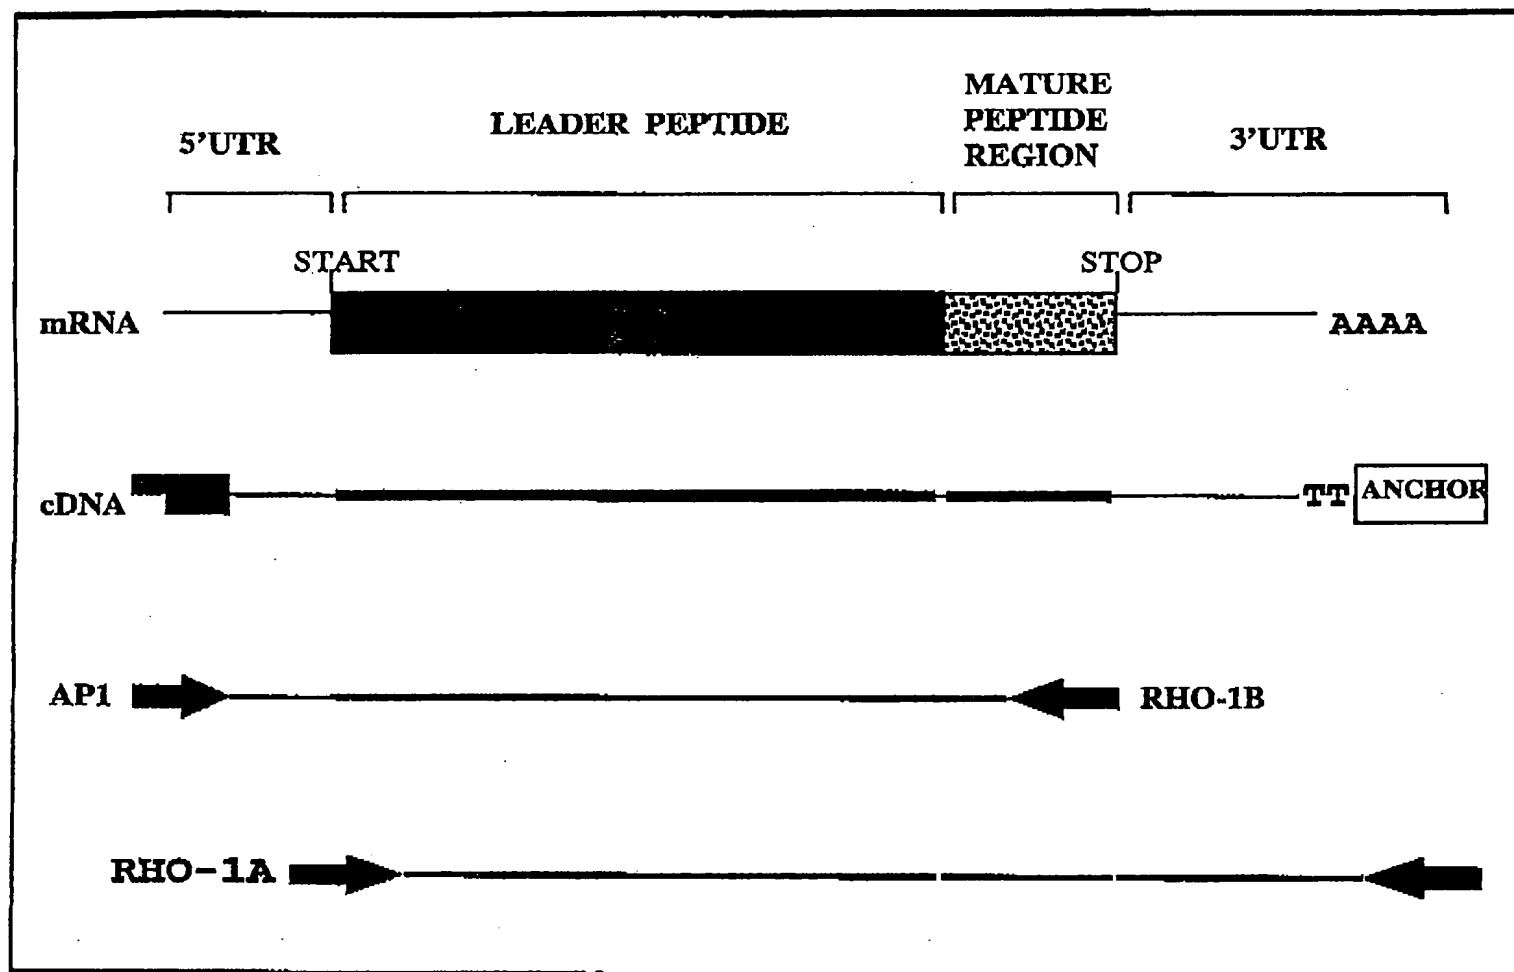 5'UTR
LEADER PEPTIDE
MATURE
PEPTIDE
REGION
3'UTR
START
STOP
mRNA
AAAA
cDNA
TT
ANCHOR
AP1
RHO-1B
RHO-1A